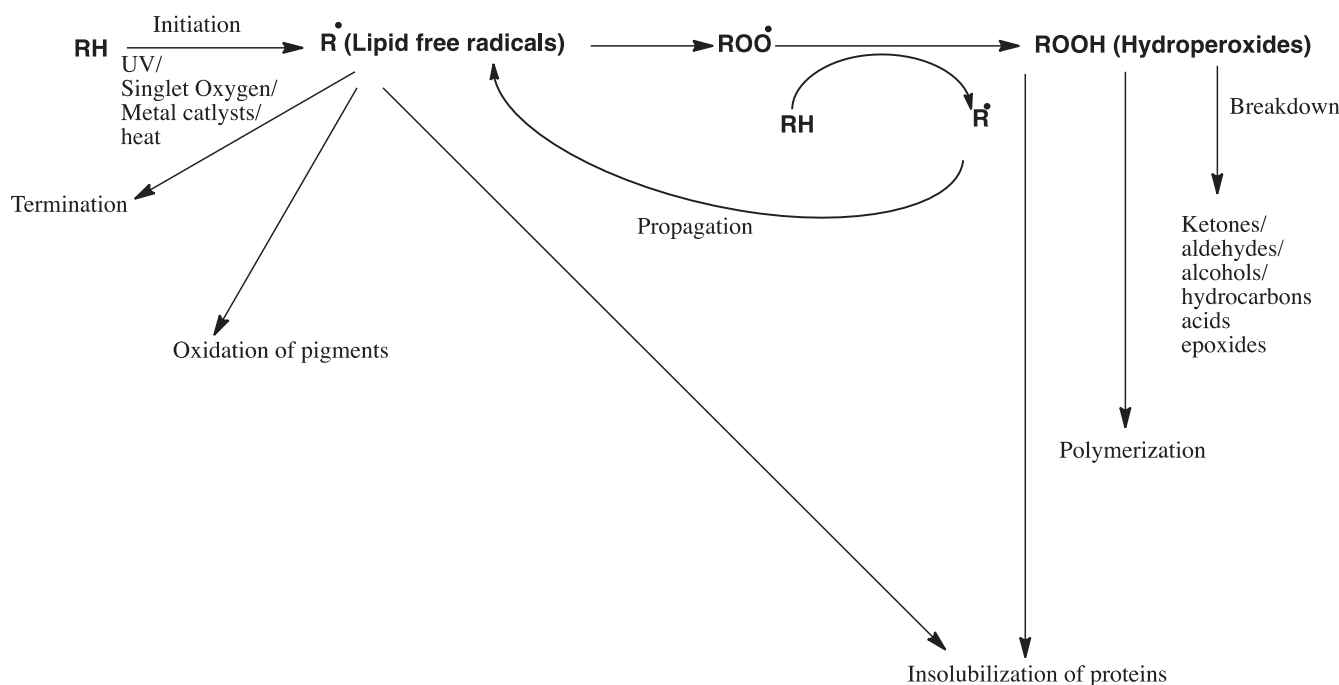 Initiation
RH
R• (Lipid free radicals)
ROO•
ROOH (Hydroperoxides)
UV/
Singlet Oxygen/
Metal catlysts/
heat
RH
R•
Breakdown
Termination
Propagation
Ketones/
aldehydes/
alcohols/
hydrocarbons
acids
epoxides
Oxidation of pigments
Polymerization
Insolubilization of proteins